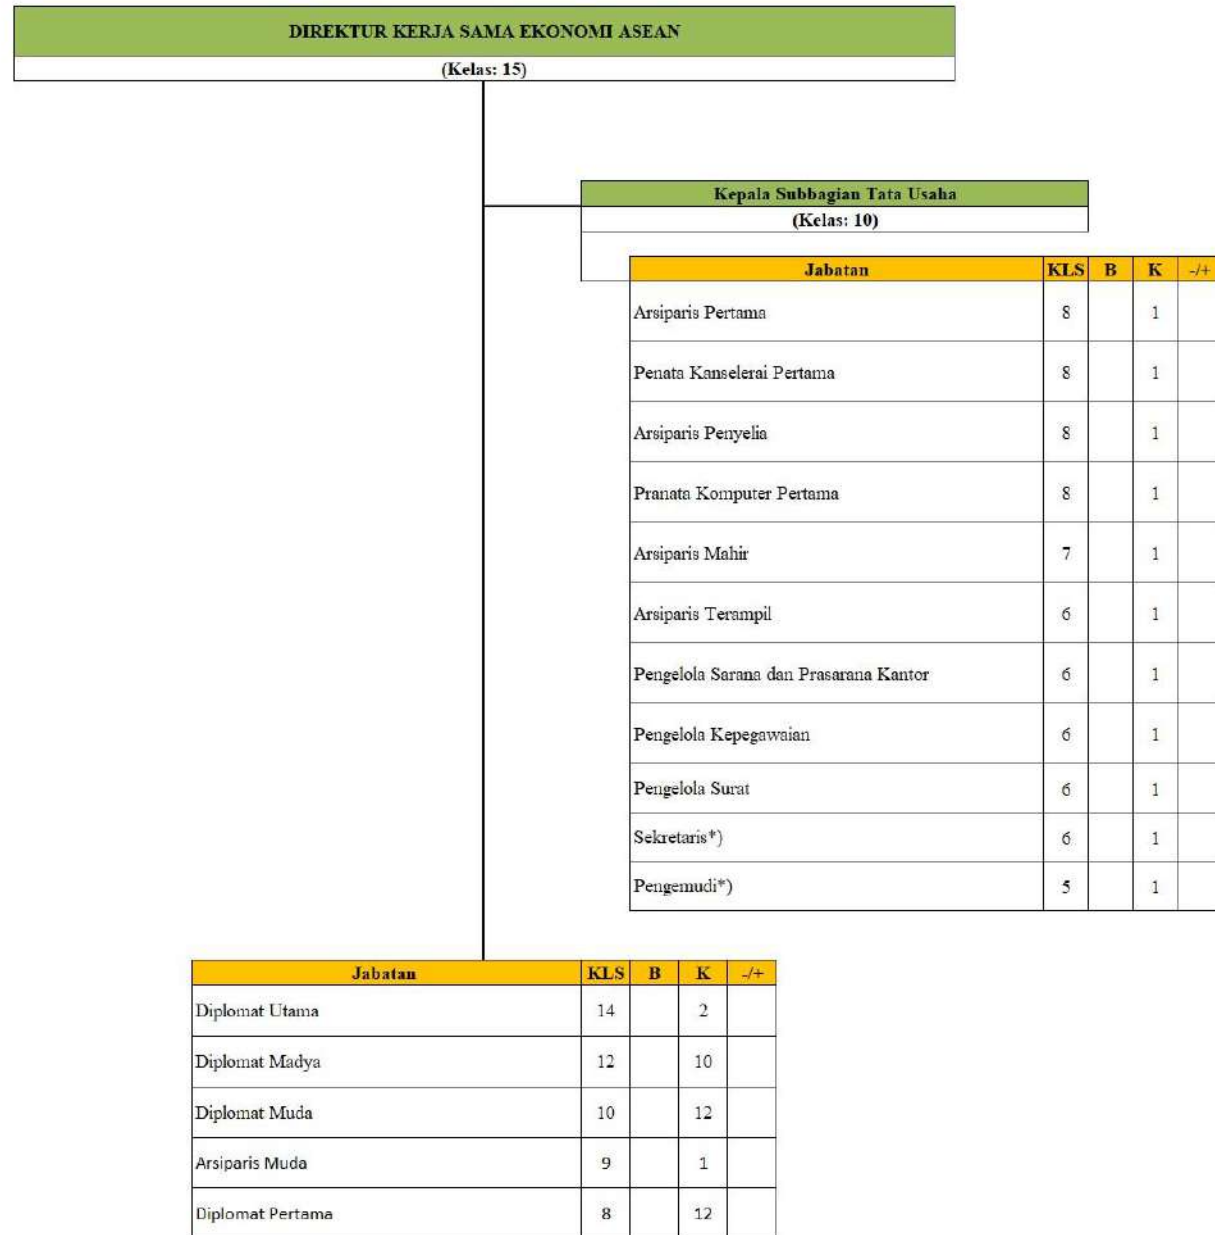 DIREKTUR KERJA SAMA EKONOMI ASEAN
(Kelas: 15)
Kepala Subbagian Tata Usaha
(Kelas: 10)
Jabatan KLS B K -/+
Arsiparis Pertama 8 1
Penata Kanselerai Pertama 8 1
Arsiparis Penyelia 8 1
Pranata Komputer Pertama 8 1
Arsiparis Mahir 7 1
Arsiparis Terampil 6 1
Pengelola Sarana dan Prasarana Kantor 6 1
Pengelola Kepegawaian 6 1
Pengelola Surat 6 1
Sekretaris*) 6 1
Pengemudi*) 5 1
Jabatan KLS B K -/+
Diplomat Utama 14 2
Diplomat Madya 12 10
Diplomat Muda 10 12
Arsiparis Muda 9 1
Diplomat Pertama 8 12